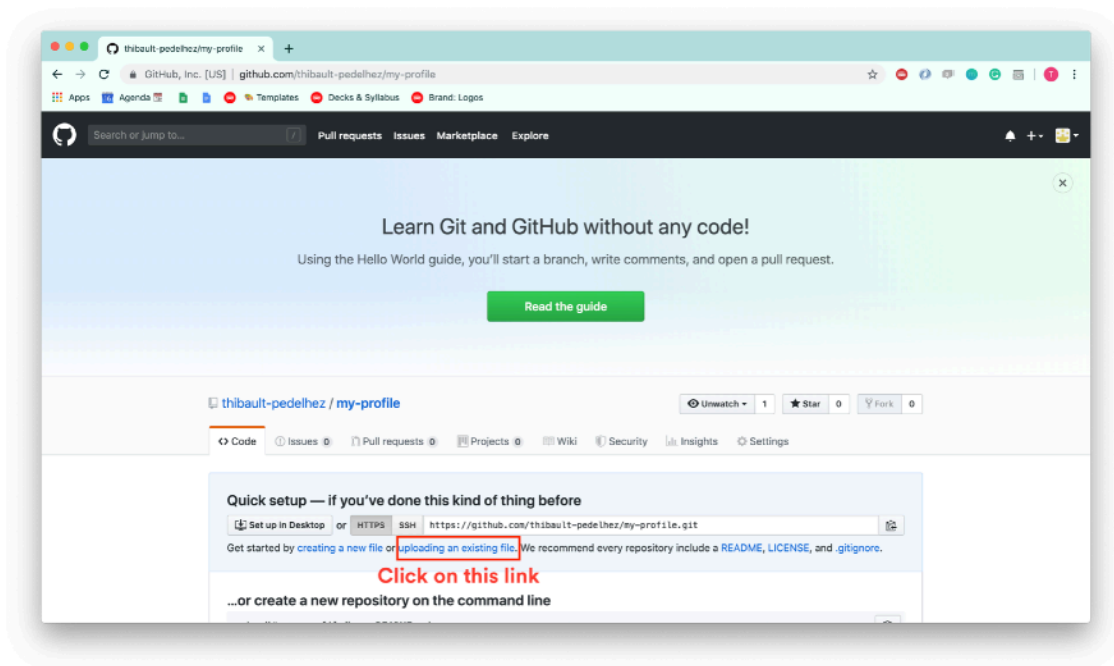 thibault-pedelhez/my-profile × +
GitHub, Inc. [US] | github.com/thibault-pedelhez/my-profile
Apps Agenda Templates Decks & Syllabus Brand: Logos
Search or jump to... / Pull requests Issues Marketplace Explore
Learn Git and GitHub without any code!
Using the Hello World guide, you'll start a branch, write comments, and open a pull request.
Read the guide
thibault-pedelhez / my-profile Unwatch 1 Star 0 Fork 0
Code Issues 0 Pull requests 0 Projects 0 Wiki Security Insights Settings
Quick setup — if you've done this kind of thing before
Set up in Desktop or HTTPS SSH https://github.com/thibault-pedelhez/my-profile.git
Get started by creating a new file or uploading an existing file. We recommend every repository include a README, LICENSE, and .gitignore.
Click on this link
...or create a new repository on the command line